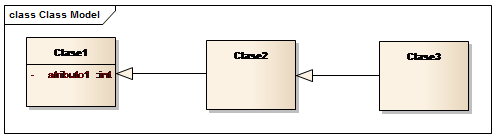 class Class Model
Clase1
- atributo1 :int
Clase2
Clase3